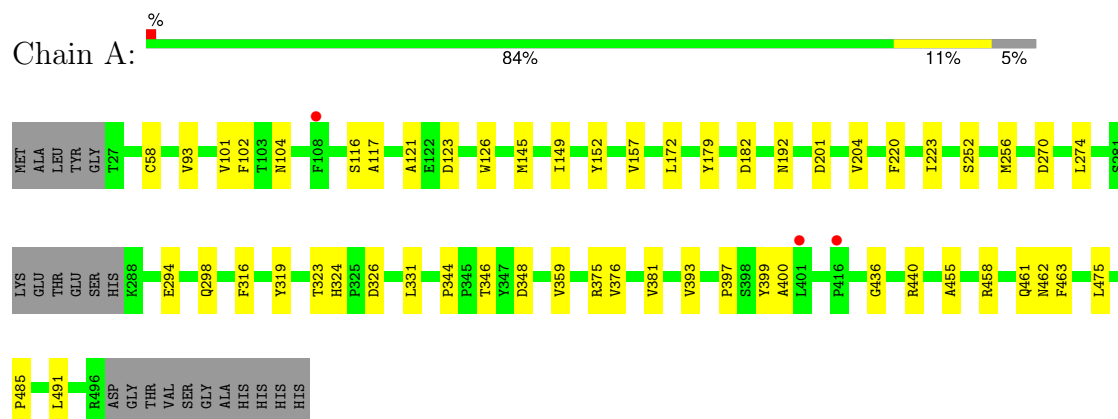 %
Chain A:
84% 11% 5%
MET ALA LEU TYR GLY T27 C58 V93 V101 F102 T103 N104 F108 S116 A117 A121 E122 D123 W126 M145 I149 Y152 V157 L172 Y179 D182 N192 D201 V204 F220 I223 S252 M256 D270 L274 S281
LYS GLU THR GLU SER HIS K288 E294 Q298 F316 Y319 T323 H324 P325 D326 L331 P344 P345 T346 Y347 D348 V359 R375 V376 V381 V393 P397 S398 Y399 A400 L401 P416 G436 R440 A455 R458 Q461 N462 F463 L475
P485 L491 R496 ASP GLY THR VAL SER GLY ALA HIS HIS HIS HIS